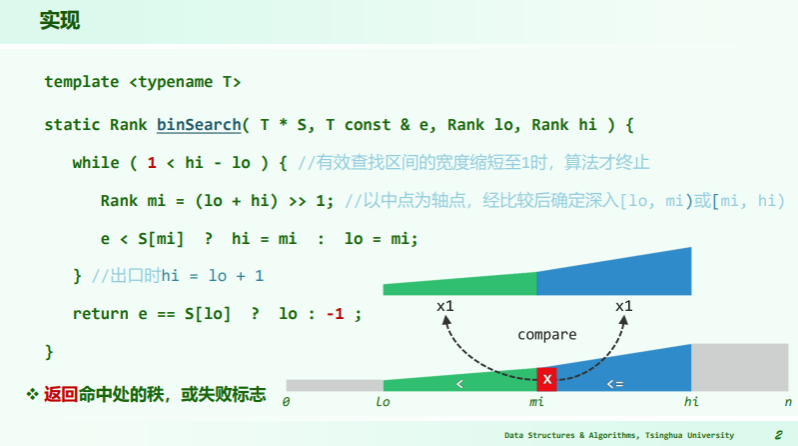 实现
template <typename T>
static Rank binSearch( T * S, T const & e, Rank lo, Rank hi ) {
while ( 1 < hi - lo ) { //有效查找区间的宽度缩短至1时，算法才终止
Rank mi = (lo + hi) >> 1; //以中点为轴点，经比较后确定深入[lo, mi)或[mi, hi)
e < S[mi] ? hi = mi : lo = mi;
} //出口时hi = lo + 1
return e == S[lo] ? lo : -1 ;
}
x1 x1
compare
< x <=
❖ 返回命中处的秩，或失败标志
0 lo mi hi n
Data Structures & Algorithms, Tsinghua University 2